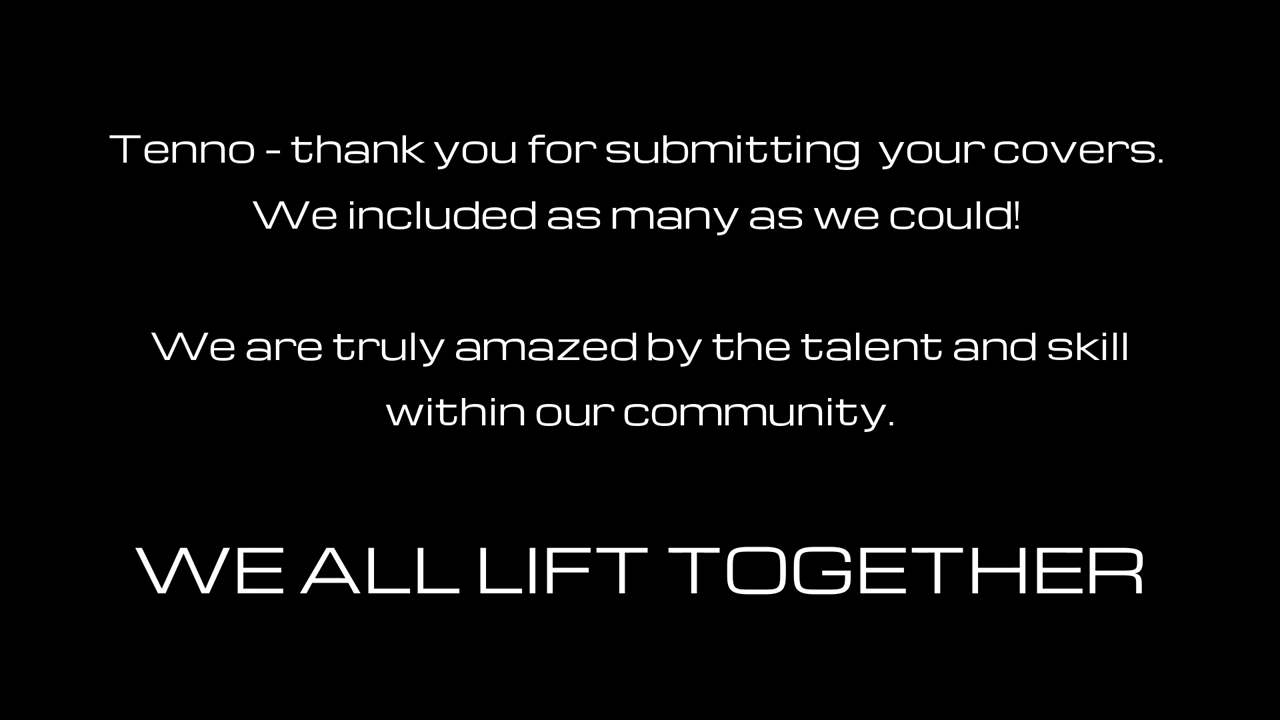 Tenno - thank you for submitting  your covers.
We included as many as we could!
We are truly amazed by the talent and skill
within our community.
WE ALL LIFT TOGETHER